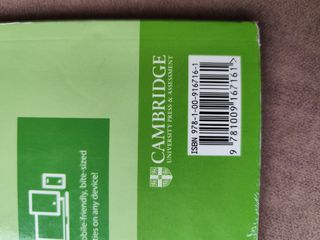 CAMBRIDGE
UNIVERSITY PRESS & ASSESSMENT
ISBN 978-1-00-916716-1
9 781009 167161 >
bile-friendly, bite-sized
ties on any device!